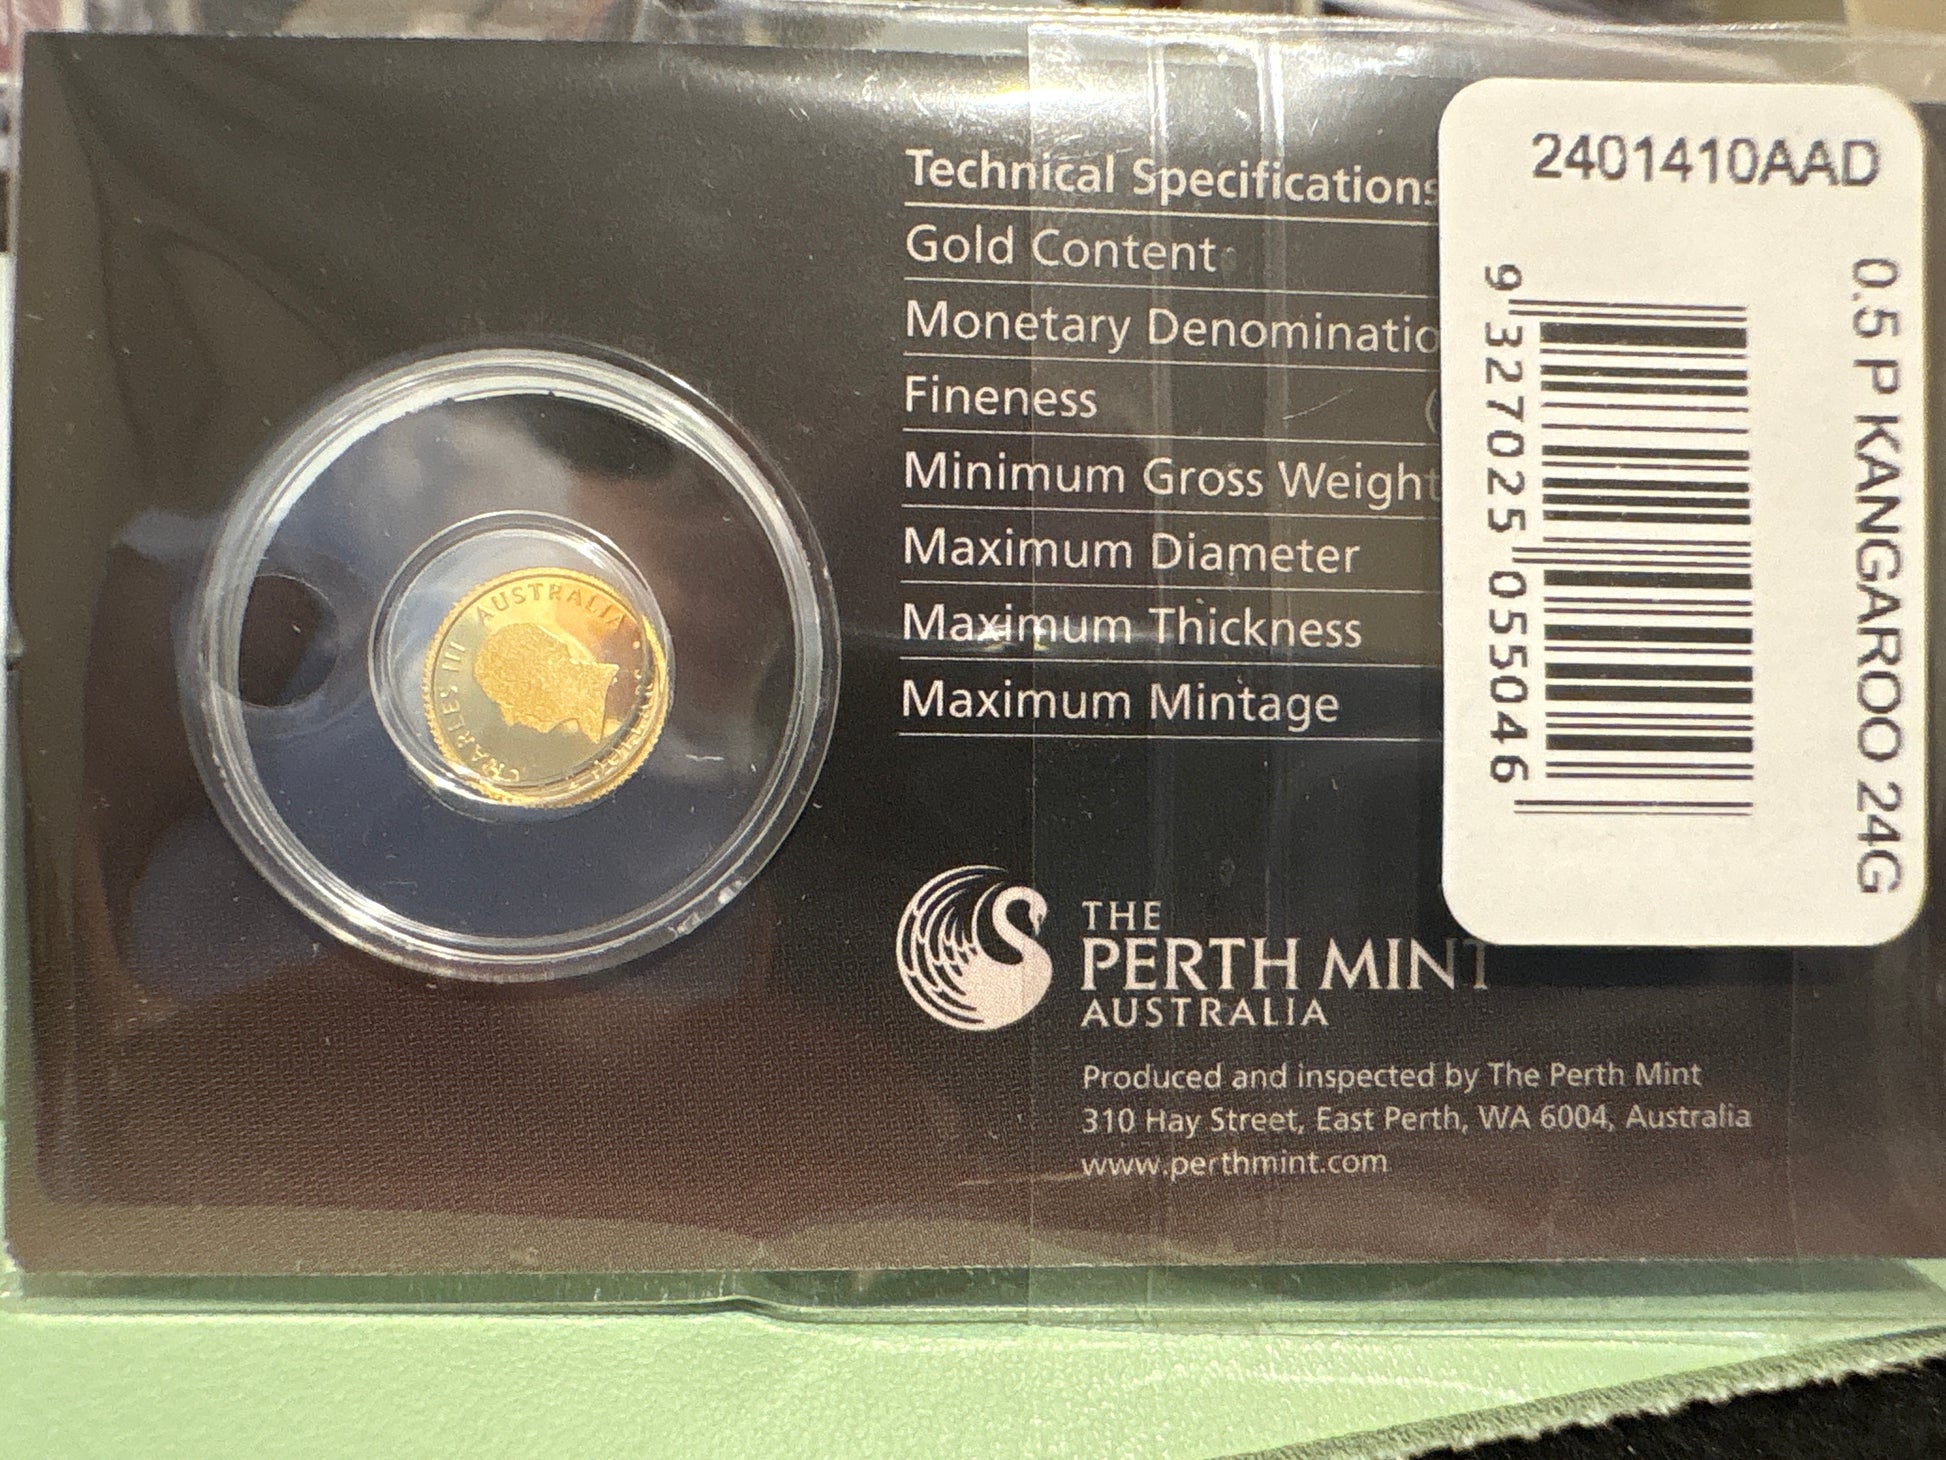 Technical Specifications
Gold Content
Monetary Denominatio
Fineness
Minimum Gross Weight
Maximum Diameter
Maximum Thickness
Maximum Mintage
THE
PERTH MINT
AUSTRALIA
Produced and inspected by The Perth Mint
310 Hay Street, East Perth, WA 6004, Australia
www.perthmint.com
2401410AAD
0.5 P KANGAROO 24G
9 327025 055046
CHARLES III AUSTRALIA